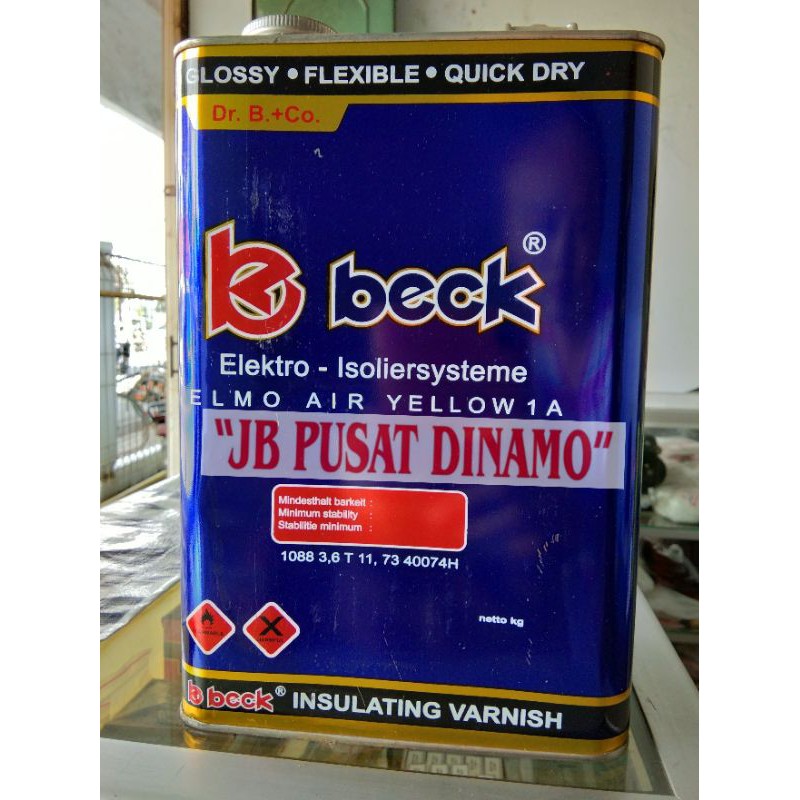 GLOSSY • FLEXIBLE • QUICK DRY
Dr. B.+Co.
beck®
Elektro - Isoliersysteme
ELMO AIR YELLOW 1A
"JB PUSAT DINAMO"
Mindesthalt barkeit :
Minimum stability :
Stabilitie minimum :
1088 3,6 T 11, 73 40074H
netto kg
beck® INSULATING VARNISH